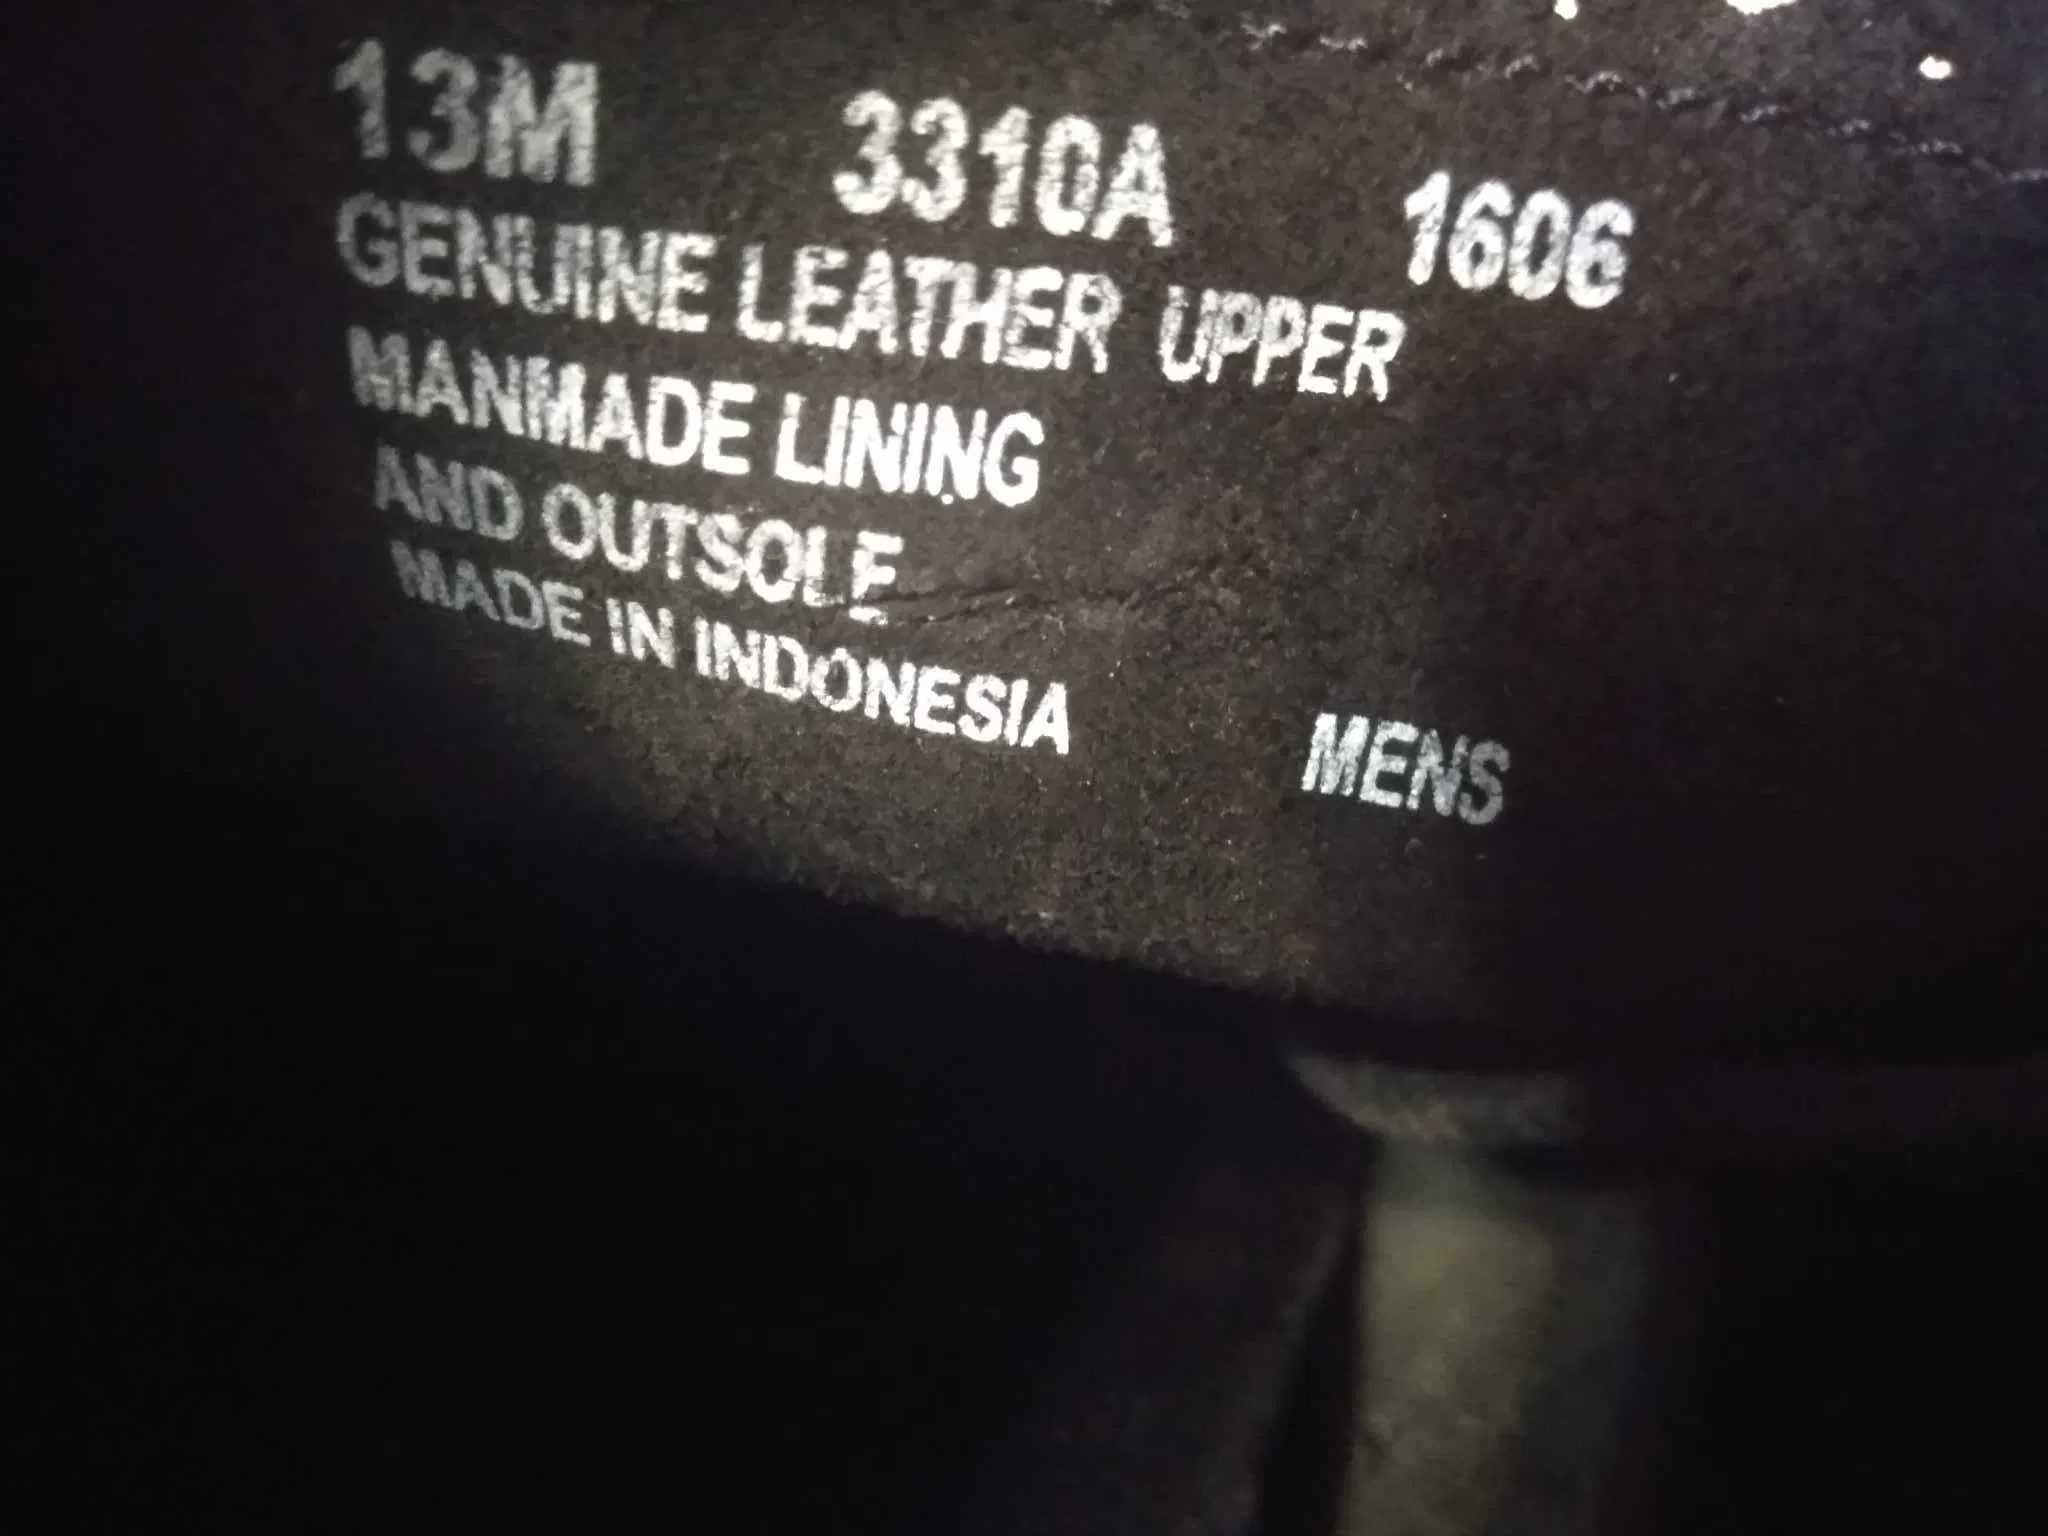 13M 3310A 1606
GENUINE LEATHER UPPER
MANMADE LINING
AND OUTSOLE
MADE IN INDONESIA MENS